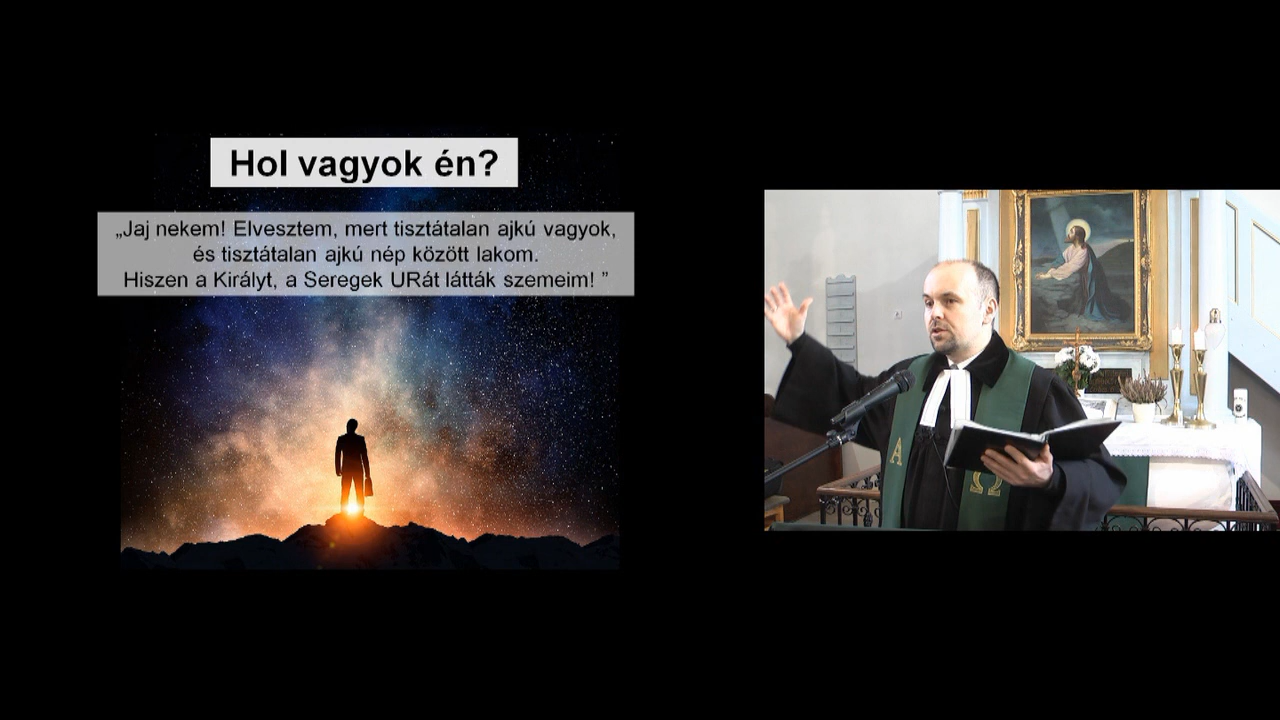 Hol vagyok én?
„Jaj nekem! Elvesztem, mert tisztátalan ajkú vagyok,
és tisztátalan ajkú nép között lakom.
Hiszen a Királyt, a Seregek URát látták szemeim! ”
A
Ω